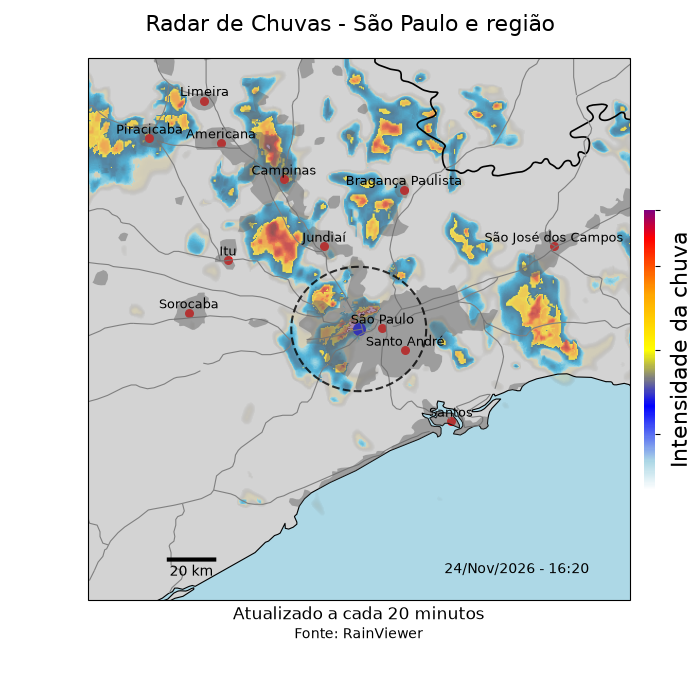 Radar de Chuvas - São Paulo e região
Limeira
Piracicaba
Americana
Campinas
Bragança Paulista
Jundiaí
São José dos Campos
Itu
Sorocaba
São Paulo
Santo André
Santos
Intensidade da chuva
20 km
24/Nov/2026 - 16:20
Atualizado a cada 20 minutos
Fonte: RainViewer